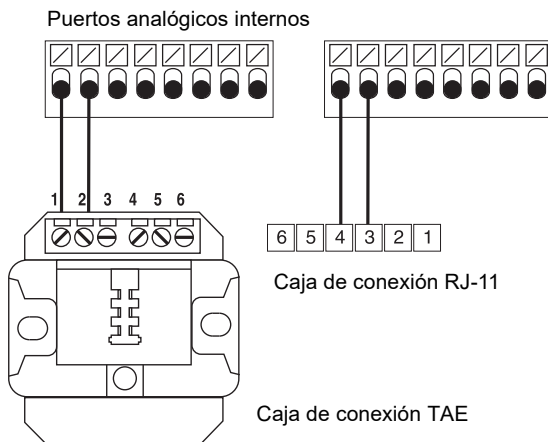 Puertos analógicos internos
1 2 3 4 5 6
6 5 4 3 2 1
Caja de conexión RJ-11
Caja de conexión TAE